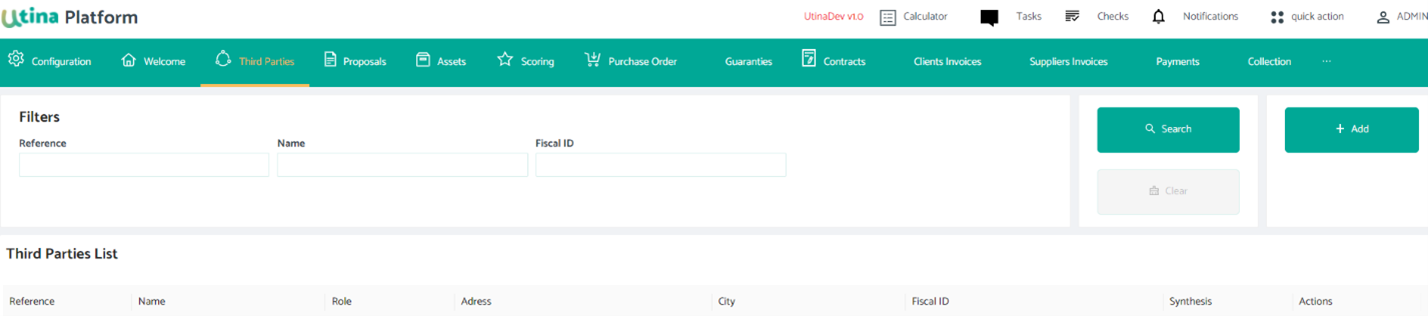 Utina Platform
UtinaDev v1.0 Calculator Tasks Checks Notifications quick action ADMIN
Configuration Welcome Third Parties Proposals Assets Scoring Purchase Order Guaranties Contracts Clients Invoices Suppliers Invoices Payments Collection ...
Filters
Reference Name Fiscal ID
Search
Add
Clear
Third Parties List
Reference Name Role Adress City Fiscal ID Synthesis Actions